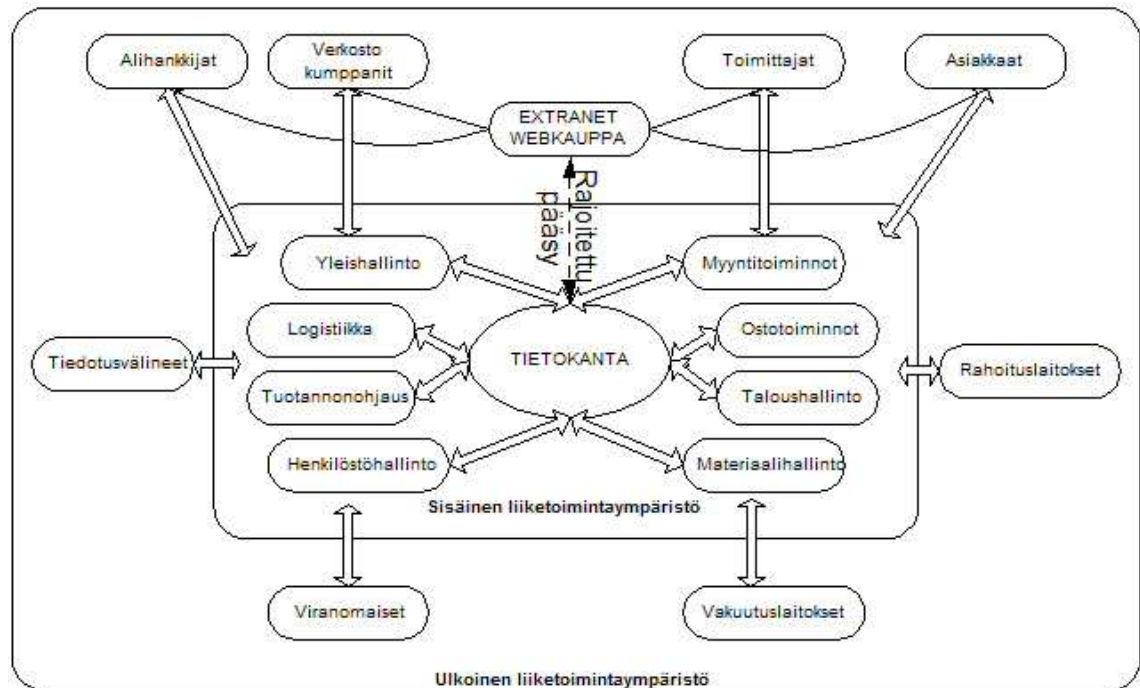 Alihankkijat
Verkosto
kumppanit
Toimittajat
Asiakkaat
EXTRANET
WEBKAUPPA
Rajoitettu
pääsy
Yleishallinto
Myyntitoiminnot
Logistiikka
Ostotoiminnot
Tiedotusvälineet
TIETOKANTA
Rahoituslaitokset
Tuotannonohjaus
Taloushallinto
Henkilöstöhallinto
Materiaalihallinto
Sisäinen liiketoimintaympäristö
Viranomaiset
Vakuutuslaitokset
Ulkoinen liiketoimintaympäristö